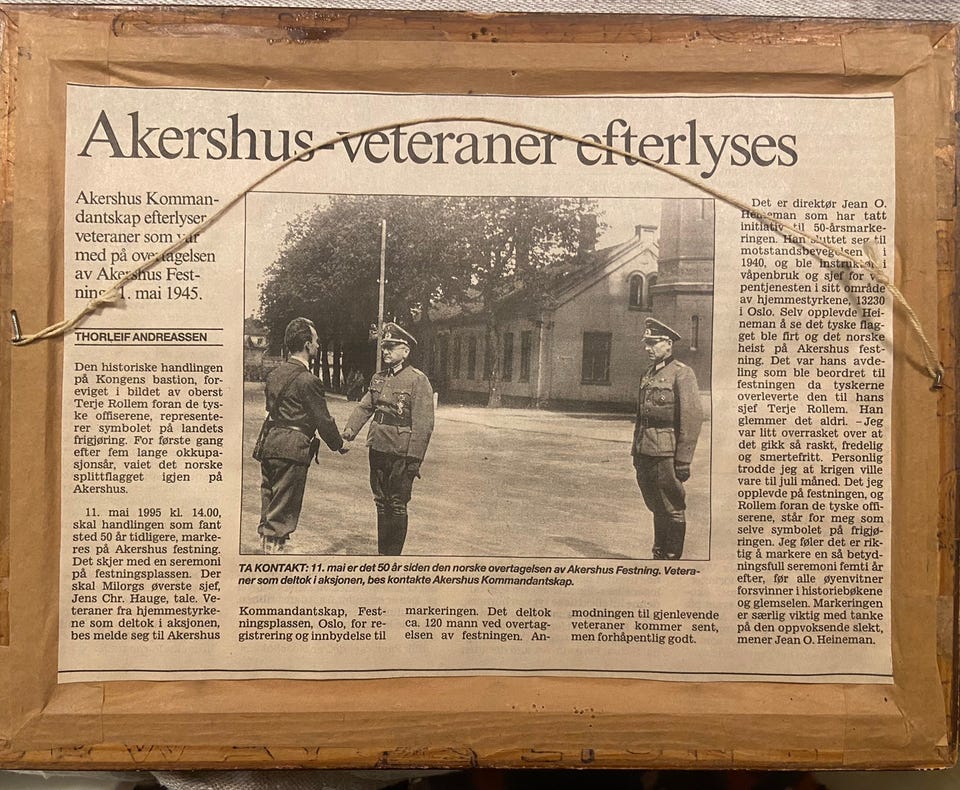 Akershus-veteraner efterlyses
Akershus Komman-
dantskap efterlyser
veteraner som var
med på overtagelsen
av Akershus Fest-
ning 11. mai 1945.
THORLEIF ANDREASSEN
Den historiske handlingen
på Kongens bastion, for-
eviget i bildet av oberst
Terje Rollem foran de tys-
ke offiserene, represente-
rer symbolet på landets
frigjøring. For første gang
efter fem lange okkupa-
sjonsår, vaiet det norske
splittflagget igjen på
Akershus.
11. mai 1995 kl. 14.00,
skal handlingen som fant
sted 50 år tidligere, marke-
res på Akershus festning.
Det skjer med en seremoni
på festningsplassen. Der
skal Milorgs øverste sjef,
Jens Chr. Hauge, tale. Ve-
teraner fra hjemmestyrke-
ne som deltok i aksjonen,
bes melde seg til Akershus
TA KONTAKT: 11. mai er det 50 år siden den norske overtagelsen av Akershus Festning. Vetera-
ner som deltok i aksjonen, bes kontakte Akershus Kommandantskap.
Kommandantskap, Fest-
ningsplassen, Oslo, for re-
gistrering og innbydelse til
markeringen. Det deltok
ca. 120 mann ved overtag-
elsen av festningen. An-
modningen til gjenlevende
veteraner kommer sent,
men forhåpentlig godt.
Det er direktør Jean O.
Heineman som har tatt
initiativ til 50-årsmarke-
ringen. Han sluttet seg til
motstandsbevegelsen i
1940, og ble instruktør i
våpenbruk og sjef for vå-
pentjenesten i sitt område
av hjemmestyrkene, 13230
i Oslo. Selv opplevde Hei-
neman å se det tyske flag-
get ble firt og det norske
heist på Akershus fest-
ning. Det var hans avde-
ling som ble beordret til
festningen da tyskerne
overleverte den til hans
sjef Terje Rollem. Han
glemmer det aldri. – Jeg
var litt overrasket over at
det gikk så raskt, fredelig
og smertefritt. Personlig
trodde jeg at krigen ville
vare til juli måned. Det jeg
opplevde på festningen, og
Rollem foran de tyske offi-
serene, står for meg som
selve symbolet på frigjø-
ringen. Jeg føler det er rik-
tig å markere en så betyd-
ningsfull seremoni femti år
efter, før alle øyenvitner
forsvinner i historiebøkene
og glemselen. Markeringen
er særlig viktig med tanke
på den oppvoksende slekt,
mener Jean O. Heineman.